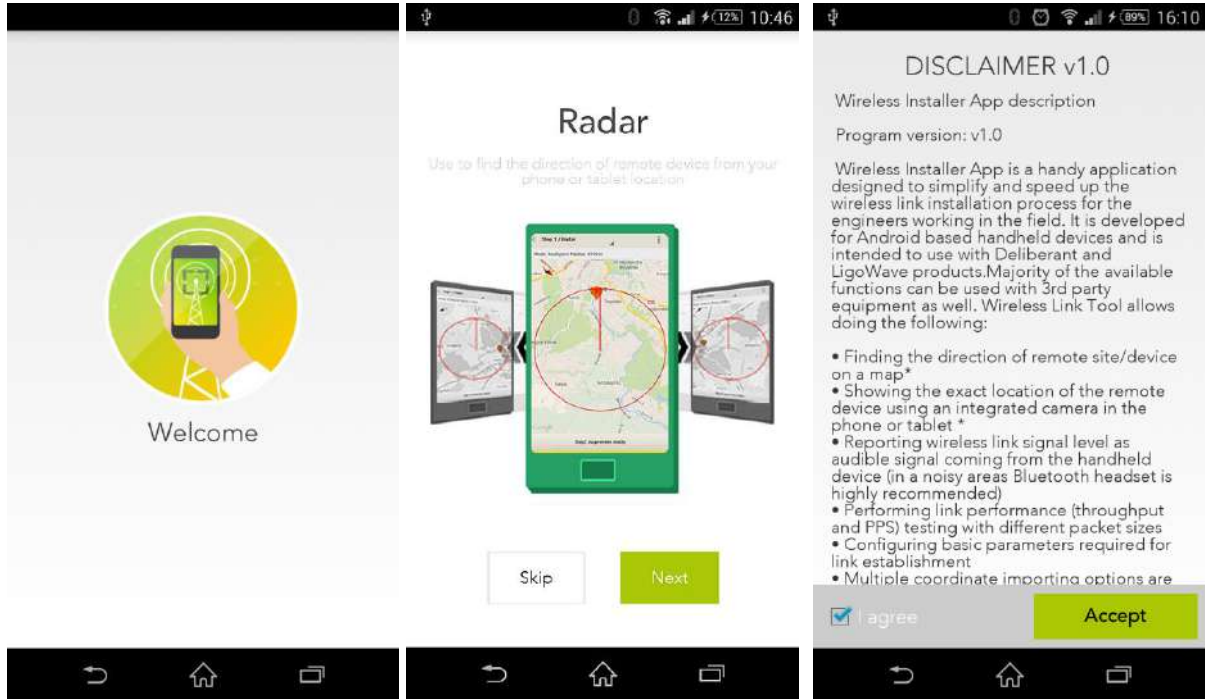 Welcome
12% 10:46
Radar
Use to find the direction of remote device from your
phone or tablet location
Skip
Next
89% 16:10
DISCLAIMER v1.0
Wireless Installer App description
Program version: v1.0
Wireless Installer App is a handy application
designed to simplify and speed up the
wireless link installation process for the
engineers working in the field. It is developed
for Android based handheld devices and is
intended to use with Deliberant and
LigoWave products.Majority of the available
functions can be used with 3rd party
equipment as well. Wireless Link Tool allows
doing the following:
• Finding the direction of remote site/device
on a map*
• Showing the exact location of the remote
device using an integrated camera in the
phone or tablet *
• Reporting wireless link signal level as
audible signal coming from the handheld
device (in a noisy areas Bluetooth headset is
highly recommended)
• Performing link performance (throughput
and PPS) testing with different packet sizes
• Configuring basic parameters required for
link establishment
• Multiple coordinate importing options are
I agree
Accept